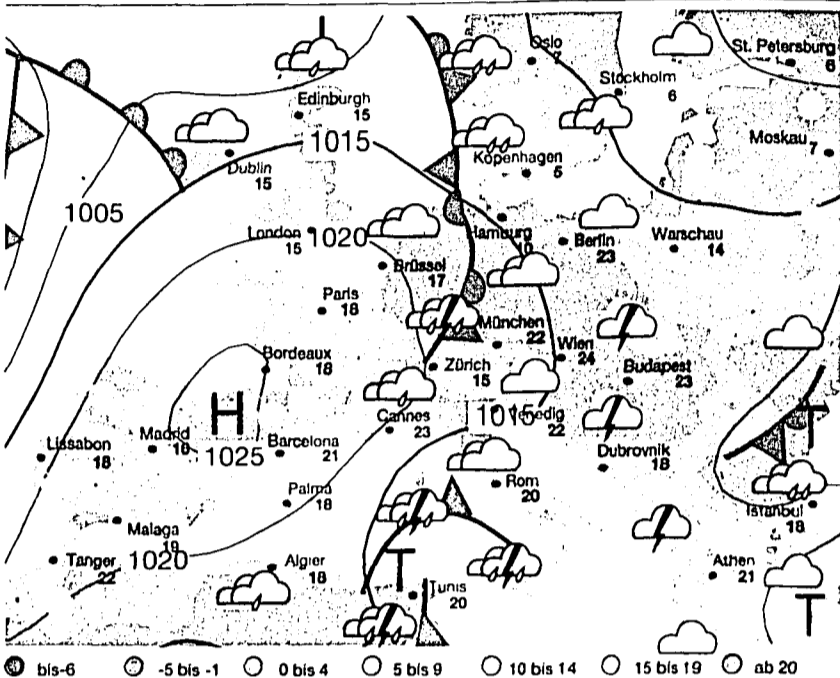 Oslo
7
St. Petersburg
6
Stockholm
6
Edinburgh
15
Moskau 7
1015
Kopenhagen
5
Dublin
15
1005
London
15
1020
Hamburg
10
Berlin
23
Warschau
14
Brüssel
17
Paris
18
München
22
Wien
24
Zürich
15
Budapest
23
Bordeaux
18
H
1025
Cannes
23
1015
22
T
Lissabon
18
Madrid
Barcelona
21
Dubrovnik
18
Rom
20
Palma
18
Istanbul
18
Malaga
19
1020
Tanger
22
Algier
18
T
Tunis
20
Athen
21
T
bis-6 -5 bis -1 0 bis 4 5 bis 9 10 bis 14 15 bis 19 ab 20